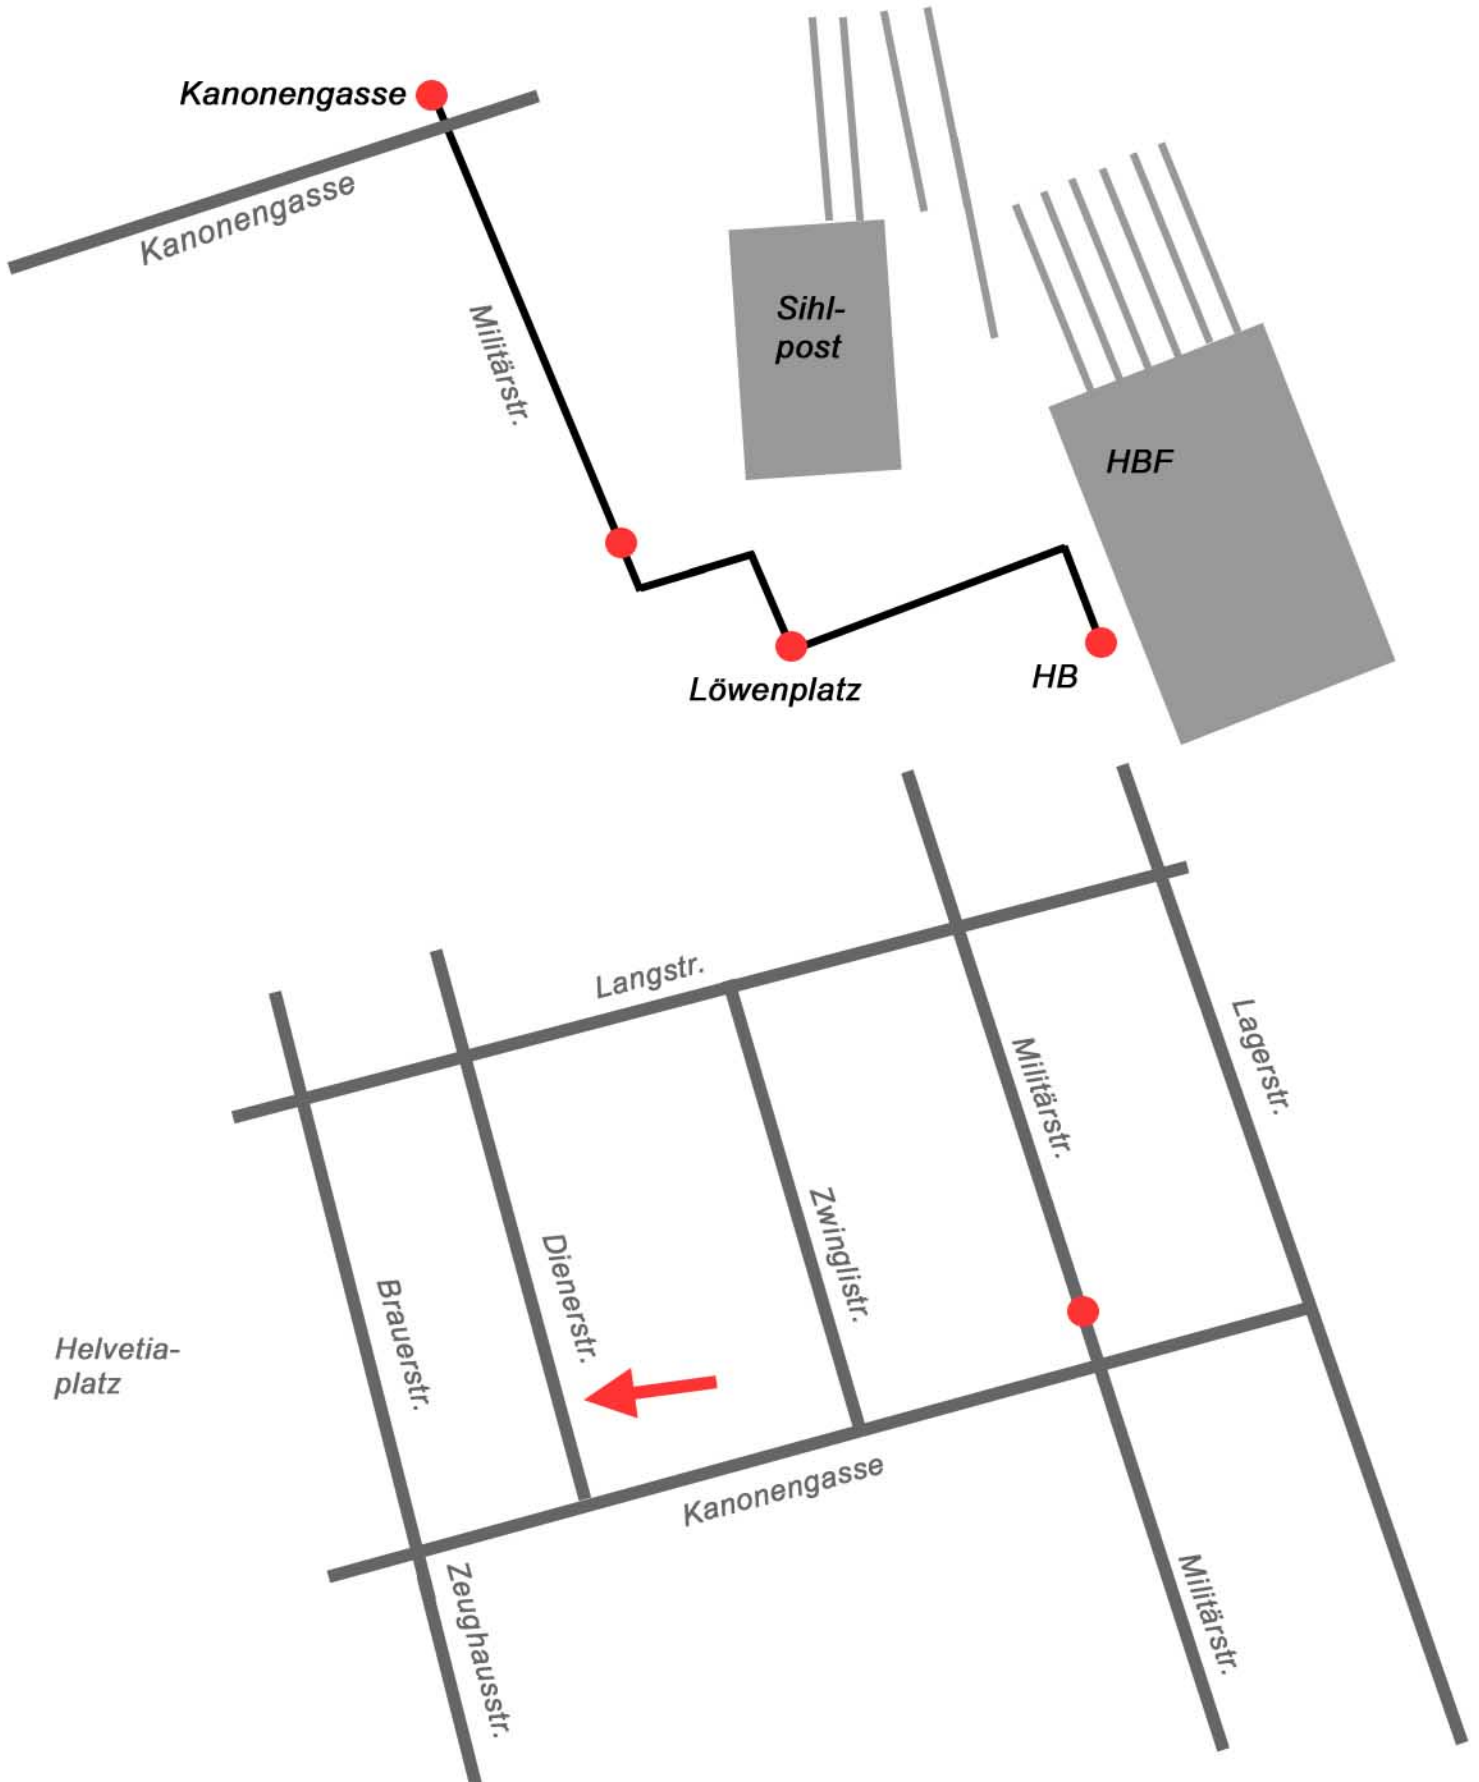 Kanonengasse
Kanonengasse
Militärstr.
Sihl-
post
HBF
Löwenplatz
HB
Langstr.
Lagerstr.
Militärstr.
Zwinglistr.
Dienerstr.
Brauerstr.
Helvetia-
platz
Kanonengasse
Zeughausstr.
Militärstr.